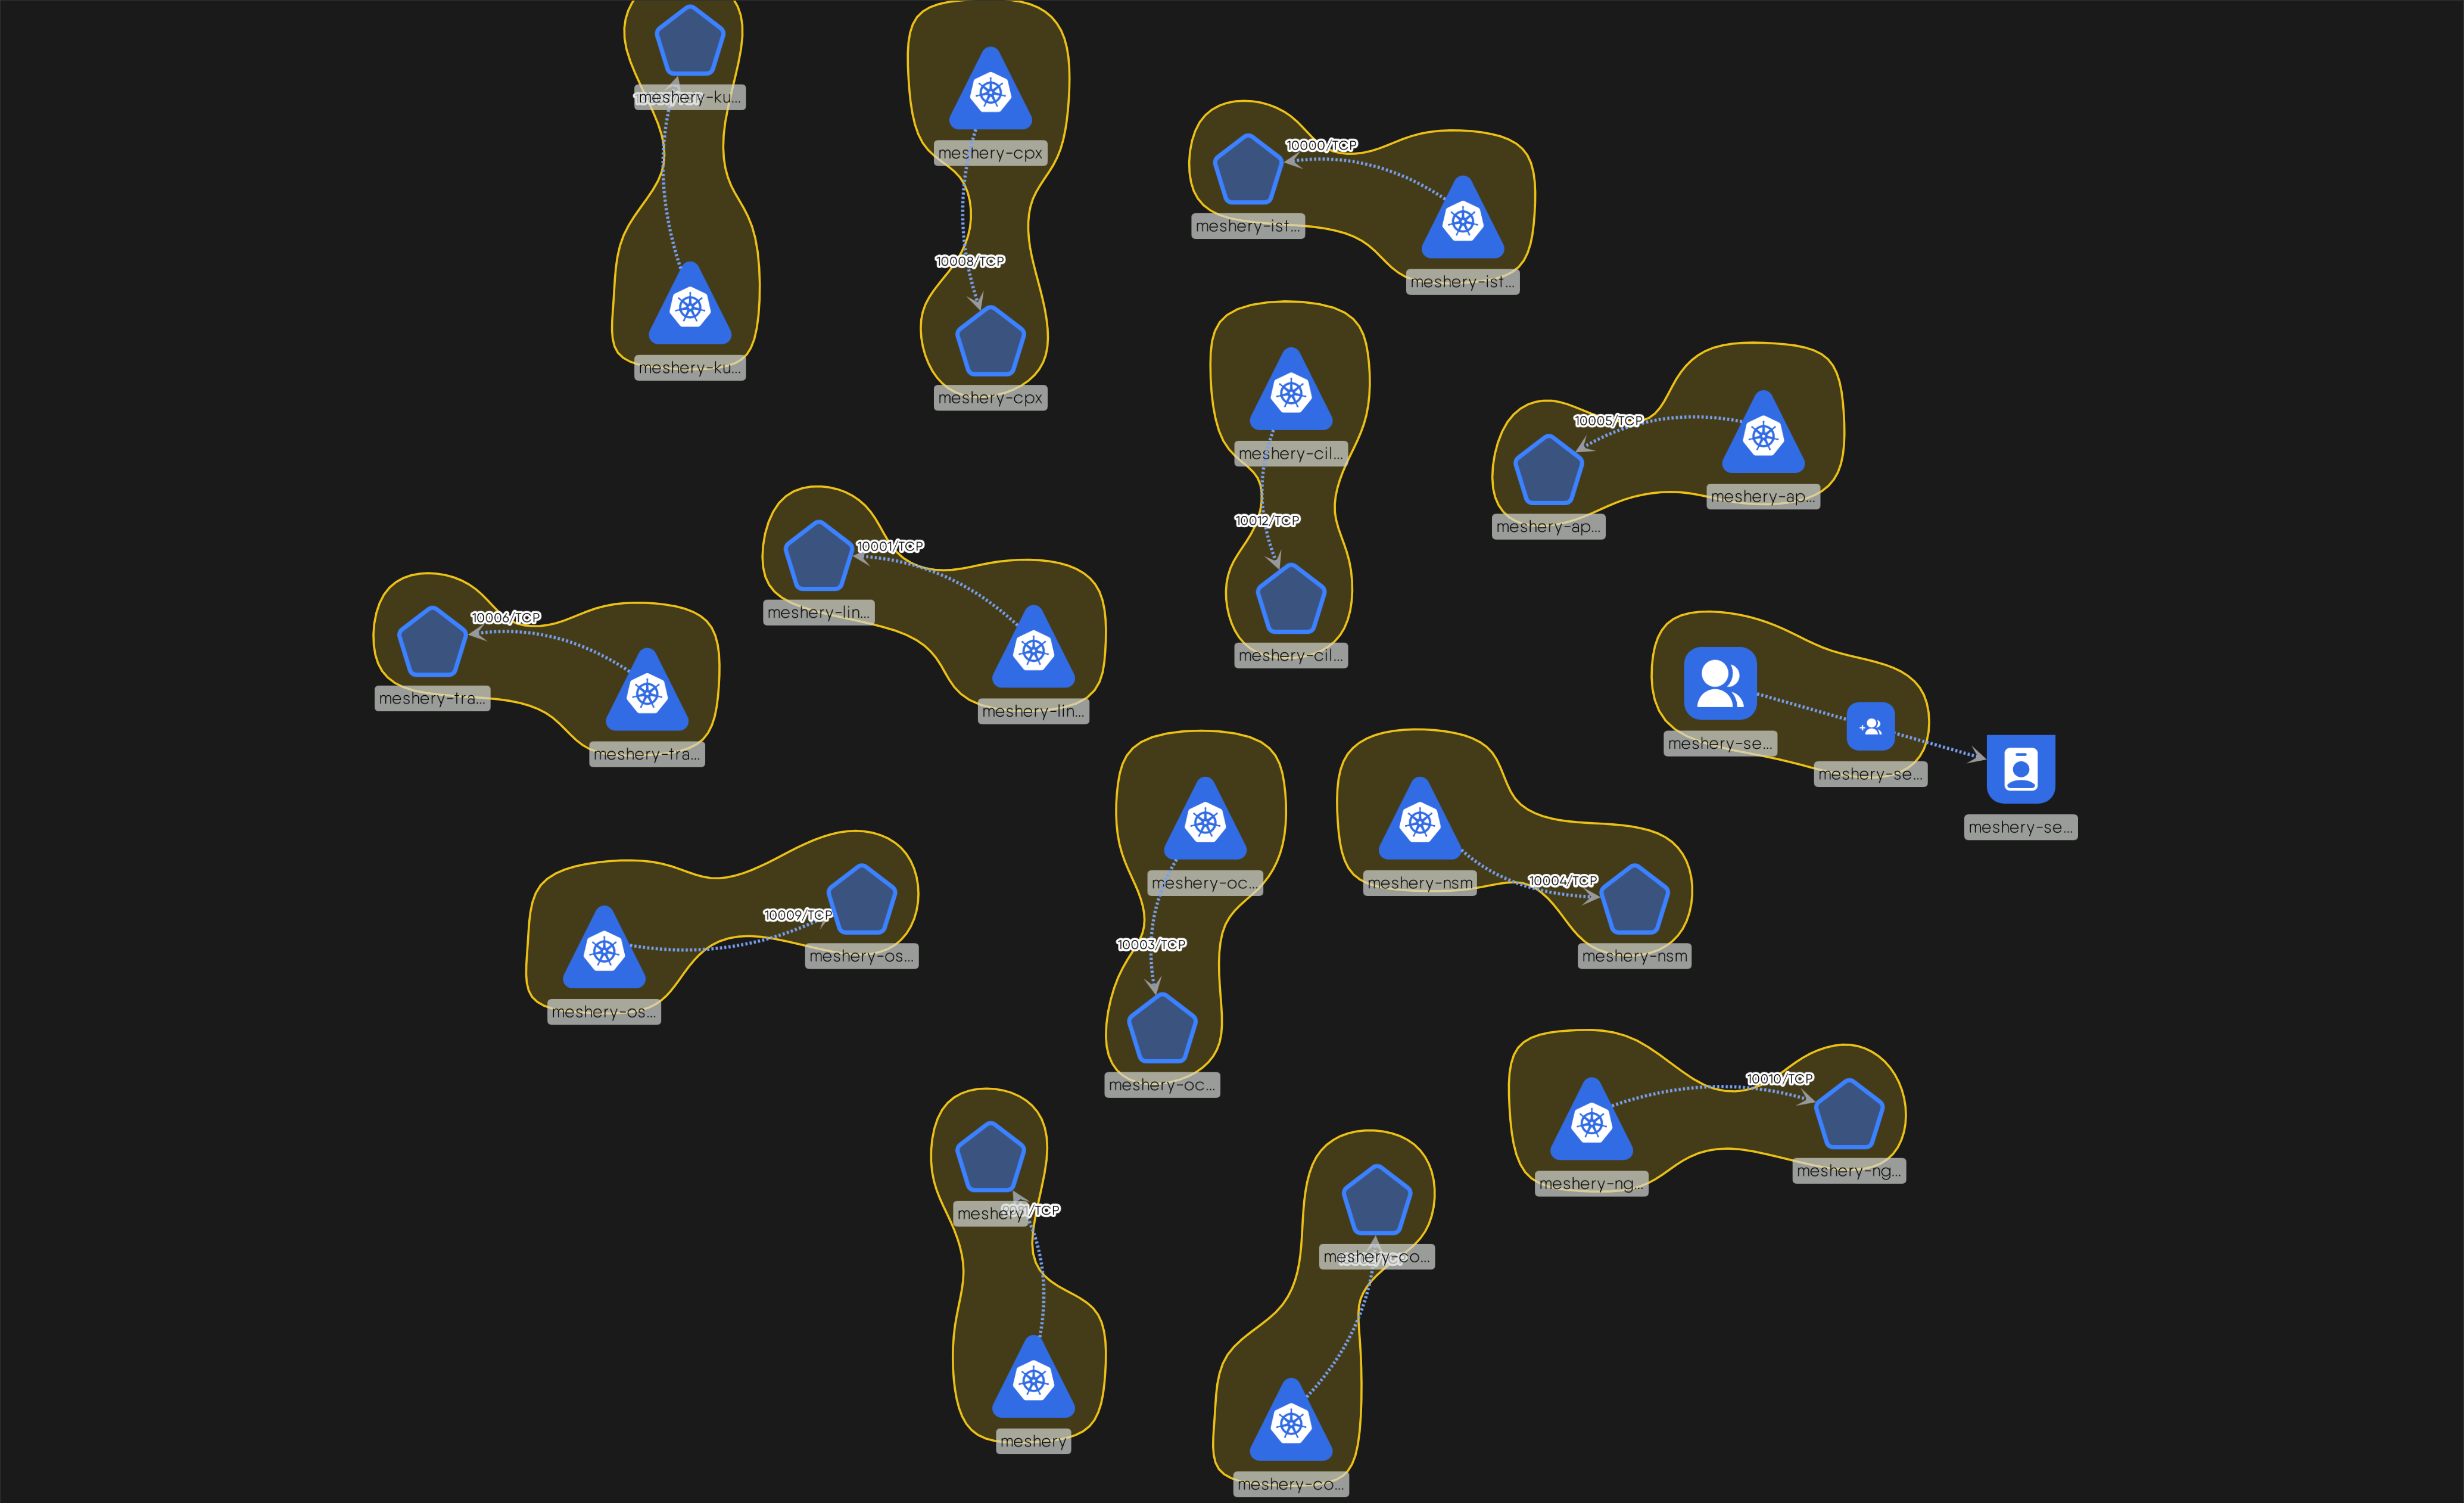 meshery-ku...
meshery-ku...
meshery-cpx
10008/TCP
meshery-cpx
10000/TCP
meshery-ist...
meshery-ist...
meshery-cil...
10012/TCP
meshery-cil...
10005/TCP
meshery-ap...
meshery-ap...
10001/TCP
meshery-lin...
meshery-lin...
10006/TCP
meshery-tra...
meshery-tra...
meshery-se...
meshery-se...
meshery-se...
meshery-oc...
10003/TCP
meshery-oc...
meshery-nsm
10004/TCP
meshery-nsm
10009/TCP
meshery-os...
meshery-os...
10010/TCP
meshery-ng...
meshery-ng...
meshery
meshery
meshery-co...
meshery-co...